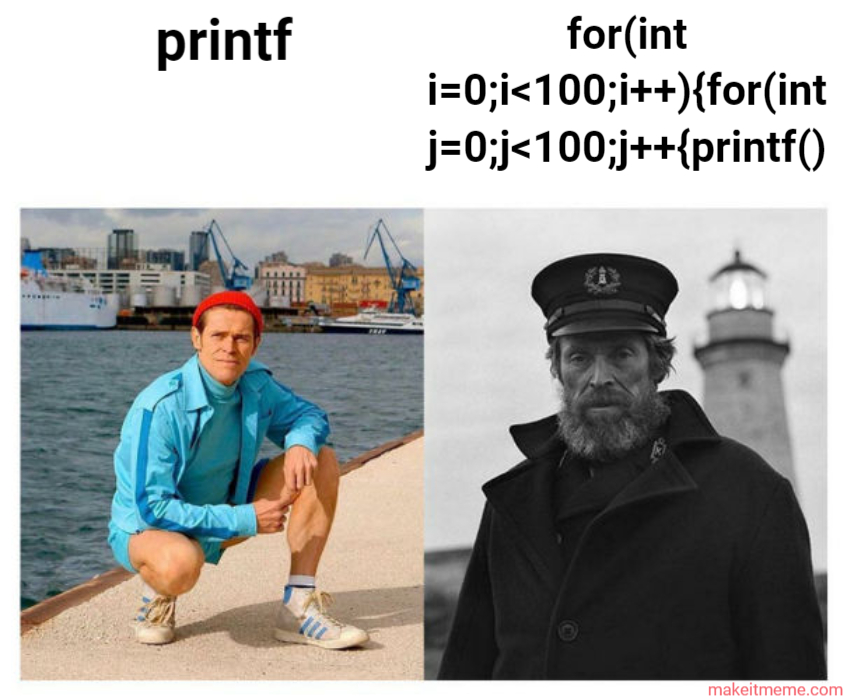 printf
for(int
i=0;i<100;i++){for(int
j=0;j<100;j++{printf()
makeitmeme.com